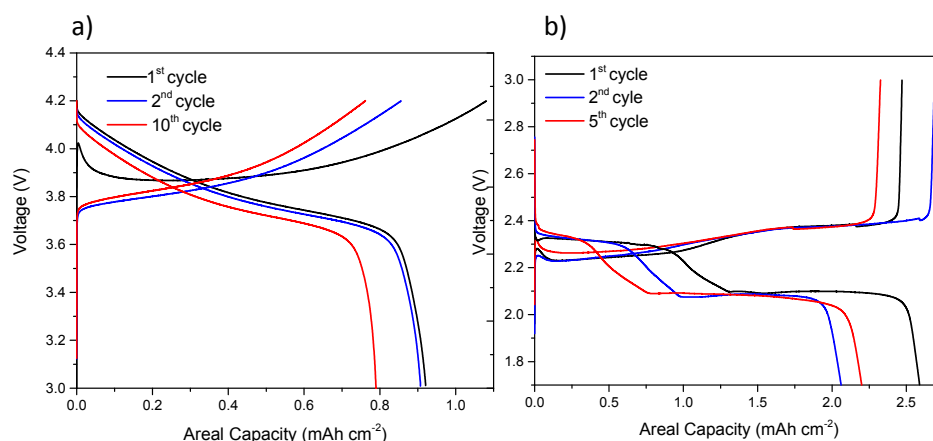 a)
4.2
4.0
3.8
3.6
3.4
3.2
3.0
Voltage (V)
1st cycle
2nd cycle
10th cycle
0.0 0.2 0.4 0.6 0.8 1.0
Areal Capacity (mAh cm-2)
b)
3.0
2.8
2.6
2.4
2.2
2.0
1.8
Voltage (V)
1st cycle
2nd cyle
5th cycle
0.0 0.5 1.0 1.5 2.0 2.5
Areal Capacity (mAh cm-2)